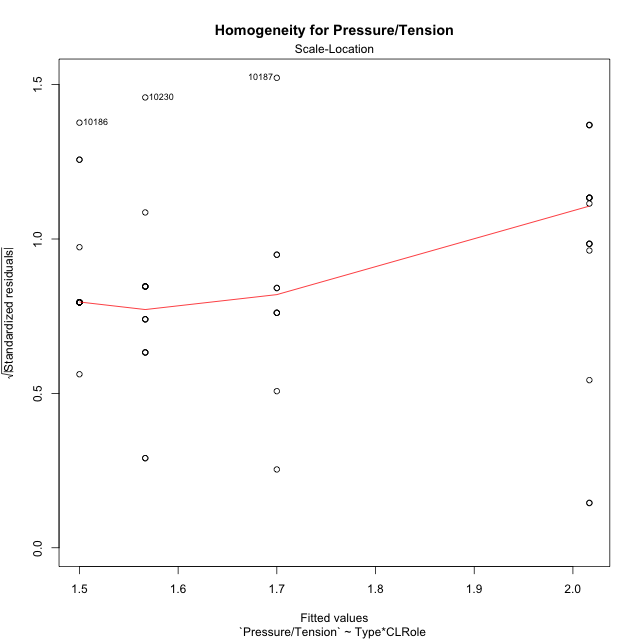 Homogeneity for Pressure/Tension
Scale-Location
√|Standardized residuals|
1.5
1.0
0.5
0.0
10186
10230
10187
1.5 1.6 1.7 1.8 1.9 2.0
Fitted values
`Pressure/Tension` ~ Type*CLRole